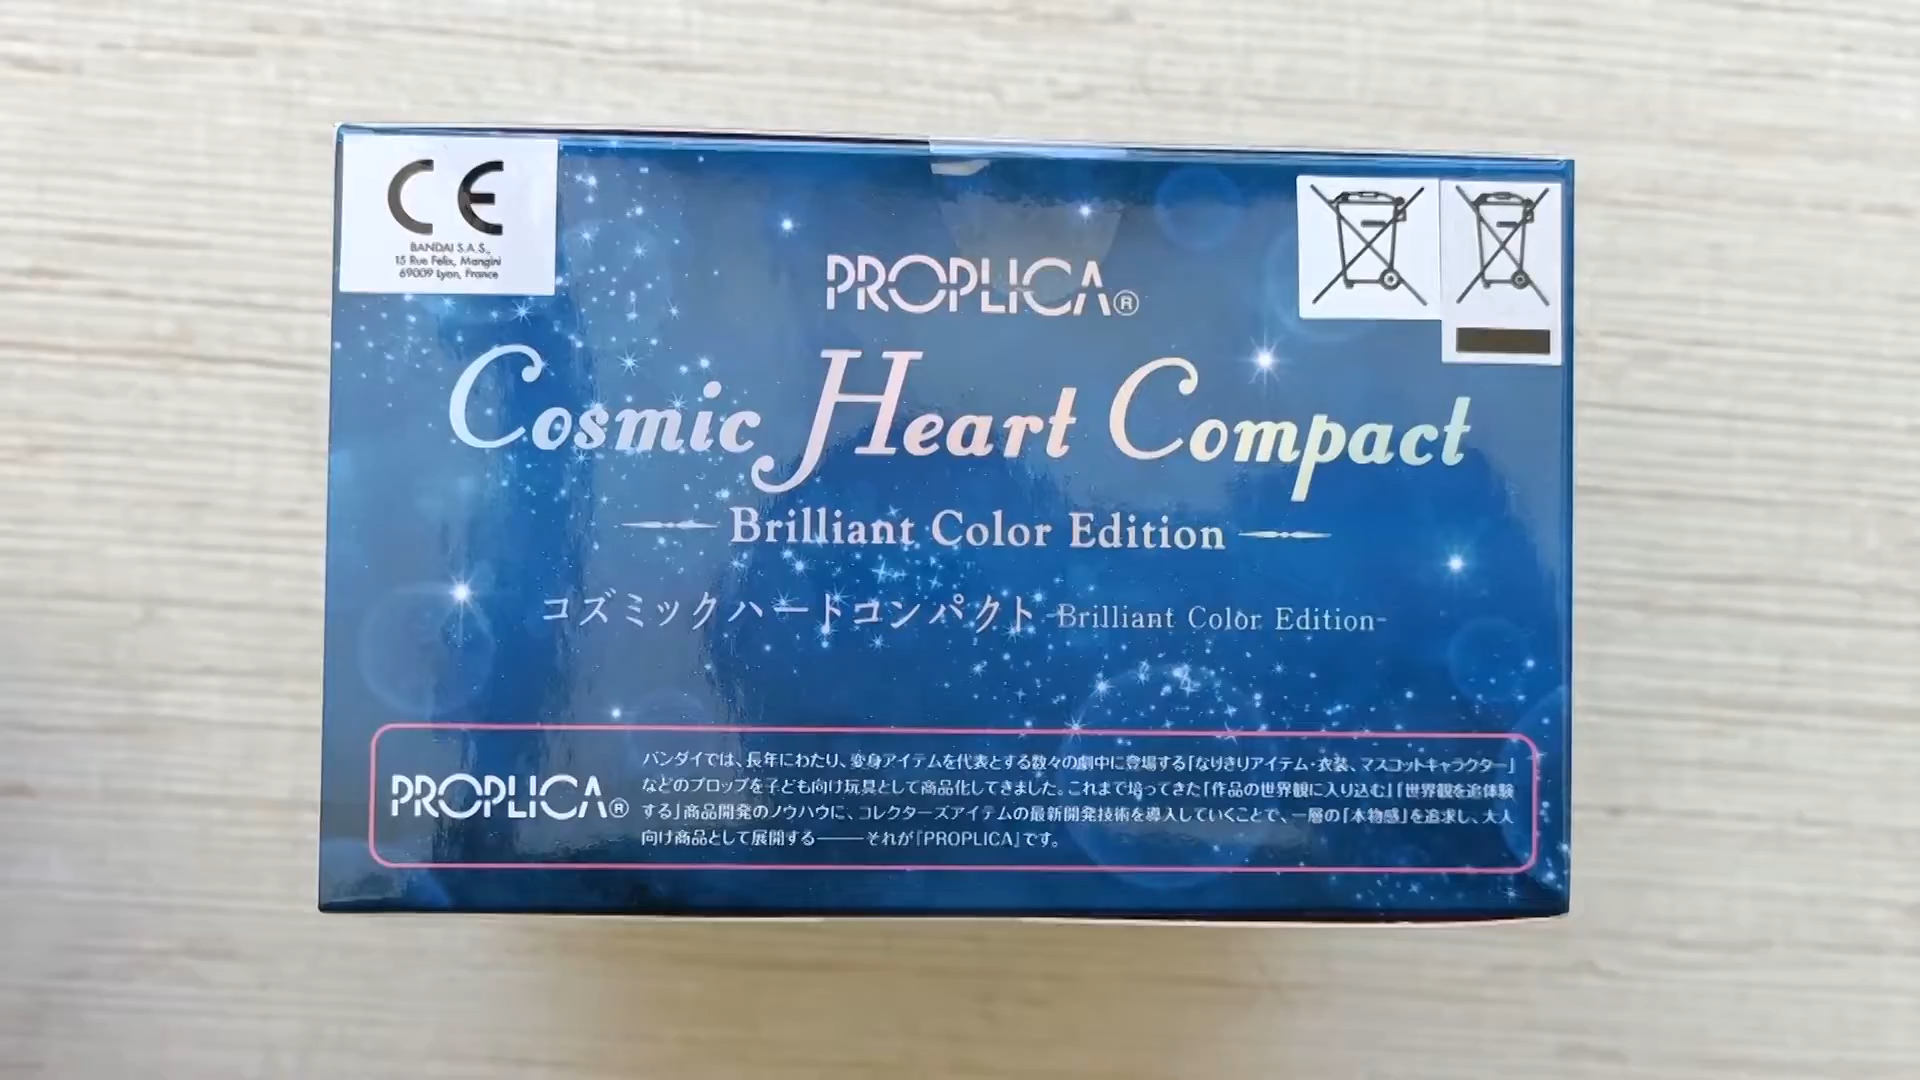 CE
BANDAI S.A.S.,
15 Rue Felix, Mangini
69009 Lyon, France
PROPLICA®
Cosmic Heart Compact
Brilliant Color Edition
コズミックハートコンパクト -Brilliant Color Edition-
PROPLICA®
バンダイでは、長年にわたり、変身アイテムを代表とする数々の劇中に登場する「なりきりアイテム・衣装、マスコットキャラクター」
などのプロップを子ども向け玩具として商品化してきました。これまで培ってきた「作品の世界観に入り込む」「世界観を追体験
する」商品開発のノウハウに、コレクターズアイテムの最新開発技術を導入していくことで、一層の「本物感」を追求し、大人
向け商品として展開する———それが「PROPLICA」です。